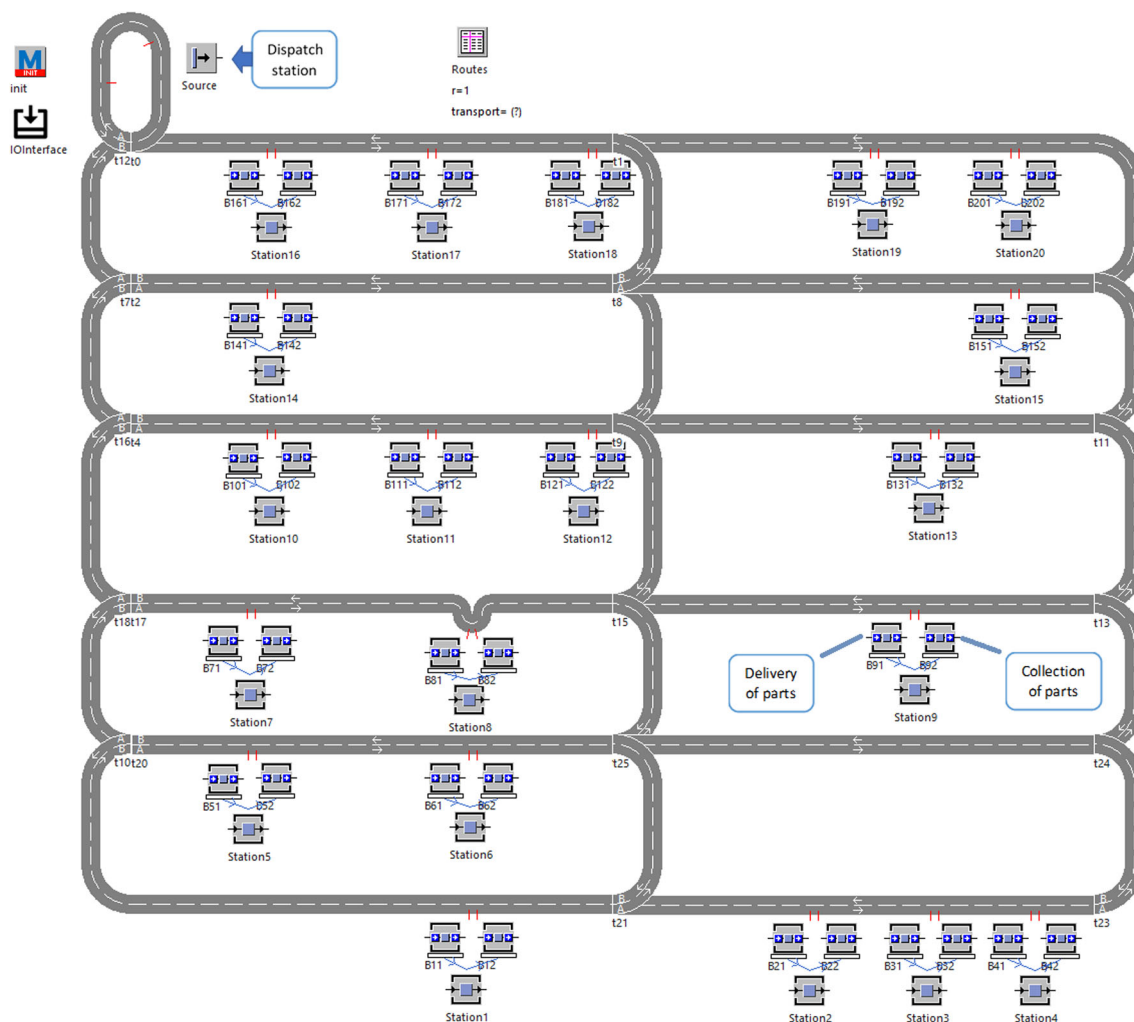 M
INIT
init
IOInterface
Source
Dispatch
station
Routes
r=1
transport= (?)
A
B
t12t0
t1
B161 B162
B171 B172
B181 B182
B191 B192
B201 B202
Station16
Station17
Station18
Station19
Station20
A B
B
B A
t7t2
t8
B141 B142
B151 B152
Station14
Station15
A B
B A
t16t4
t9
t11
B101 B102
B111 B112
B121 B122
B131 B132
Station10
Station11
Station12
Station13
A B
B A
t18t17
t15
t13
B71 B72
B81 B82
B91 B92
Delivery
of parts
Collection
of parts
Station7
Station8
Station9
A B
B A
t10t20
t25
t24
B51 B52
B61 B62
Station5
Station6
B
A
B
A
t21
t23
B11 B12
B21 B22
B31 B32
B41 B42
Station1
Station2
Station3
Station4